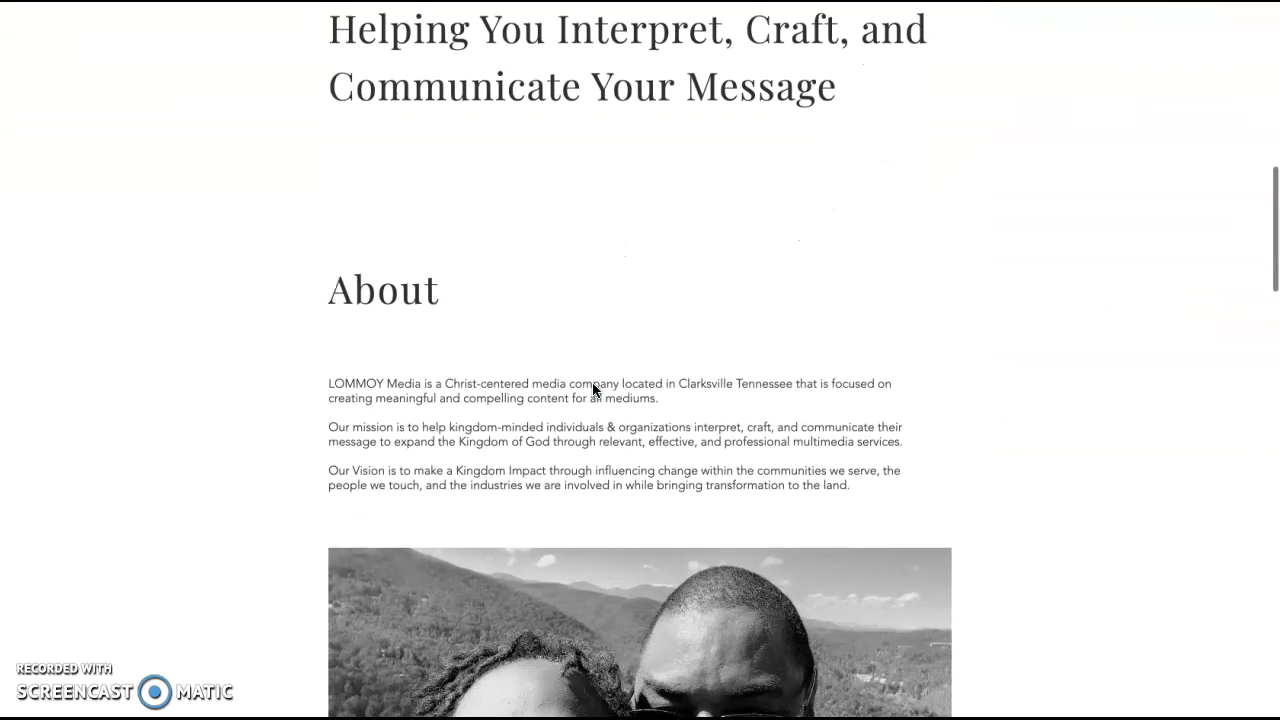 Helping You Interpret, Craft, and
Communicate Your Message
About
LOMMOY Media is a Christ-centered media company located in Clarksville Tennessee that is focused on
creating meaningful and compelling content for all mediums.
Our mission is to help kingdom-minded individuals & organizations interpret, craft, and communicate their
message to expand the Kingdom of God through relevant, effective, and professional multimedia services.
Our Vision is to make a Kingdom Impact through influencing change within the communities we serve, the
people we touch, and the industries we are involved in while bringing transformation to the land.
RECORDED WITH
SCREENCAST MATIC